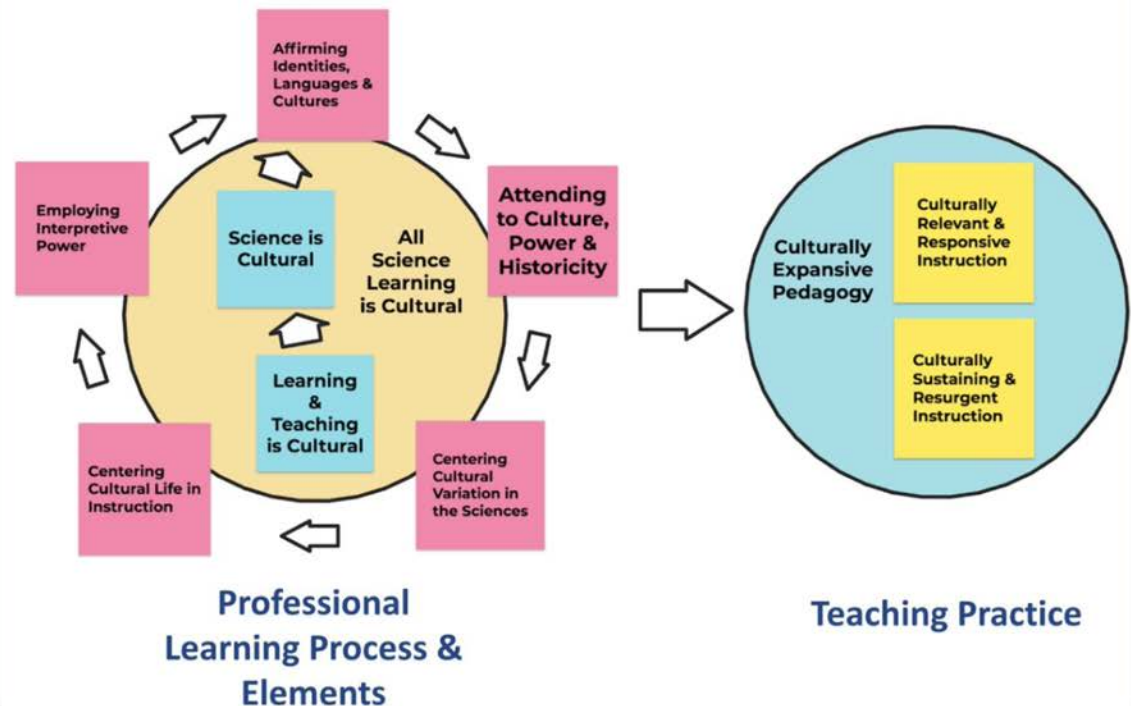 Affirming
Identities,
Languages &
Cultures
Employing
Interpretive
Power
Science is
Cultural
All
Science
Learning
is Cultural
Attending
to Culture,
Power &
Historicity
Learning
&
Teaching
is Cultural
Centering
Cultural Life in
Instruction
Centering
Cultural
Variation in
the Sciences
Professional
Learning Process &
Elements
Culturally
Expansive
Pedagogy
Culturally
Relevant &
Responsive
Instruction
Culturally
Sustaining &
Resurgent
Instruction
Teaching Practice